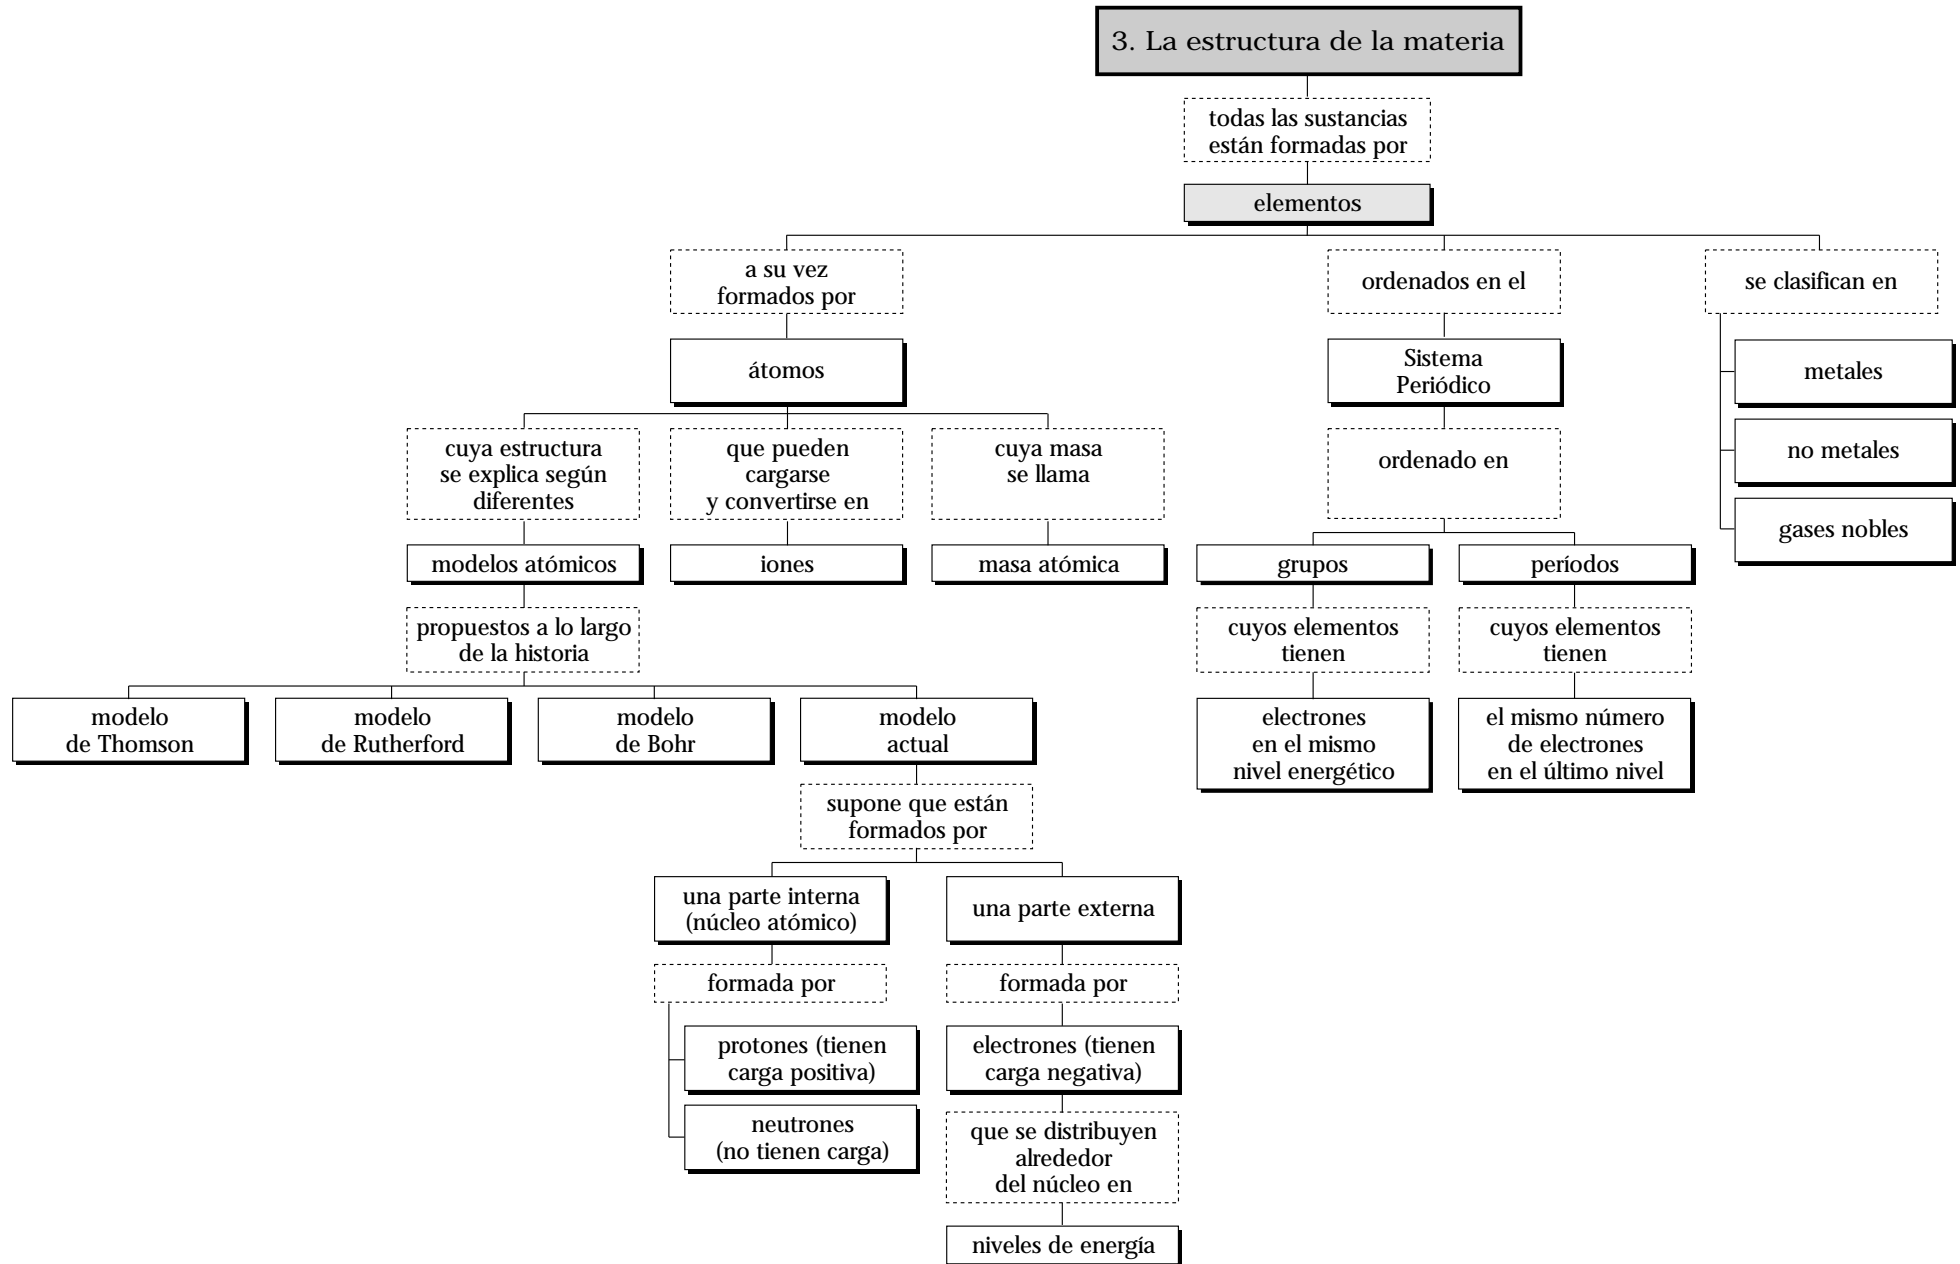 3. La estructura de la materia
todas las sustancias
están formadas por
elementos
a su vez
formados por
ordenados en el
se clasifican en
átomos
Sistema
Periódico
metales
no metales
gases nobles
cuya estructura
se explica según
diferentes
que pueden
cargarse
y convertirse en
cuya masa
se llama
ordenado en
modelos atómicos
iones
masa atómica
grupos
períodos
propuestos a lo largo
de la historia
cuyos elementos
tienen
cuyos elementos
tienen
modelo
de Thomson
modelo
de Rutherford
modelo
de Bohr
modelo
actual
electrones
en el mismo
nivel energético
el mismo número
de electrones
en el último nivel
supone que están
formados por
una parte interna
(núcleo atómico)
una parte externa
formada por
formada por
protones (tienen
carga positiva)
electrones (tienen
carga negativa)
neutrones
(no tienen carga)
que se distribuyen
alrededor
del núcleo en
niveles de energía